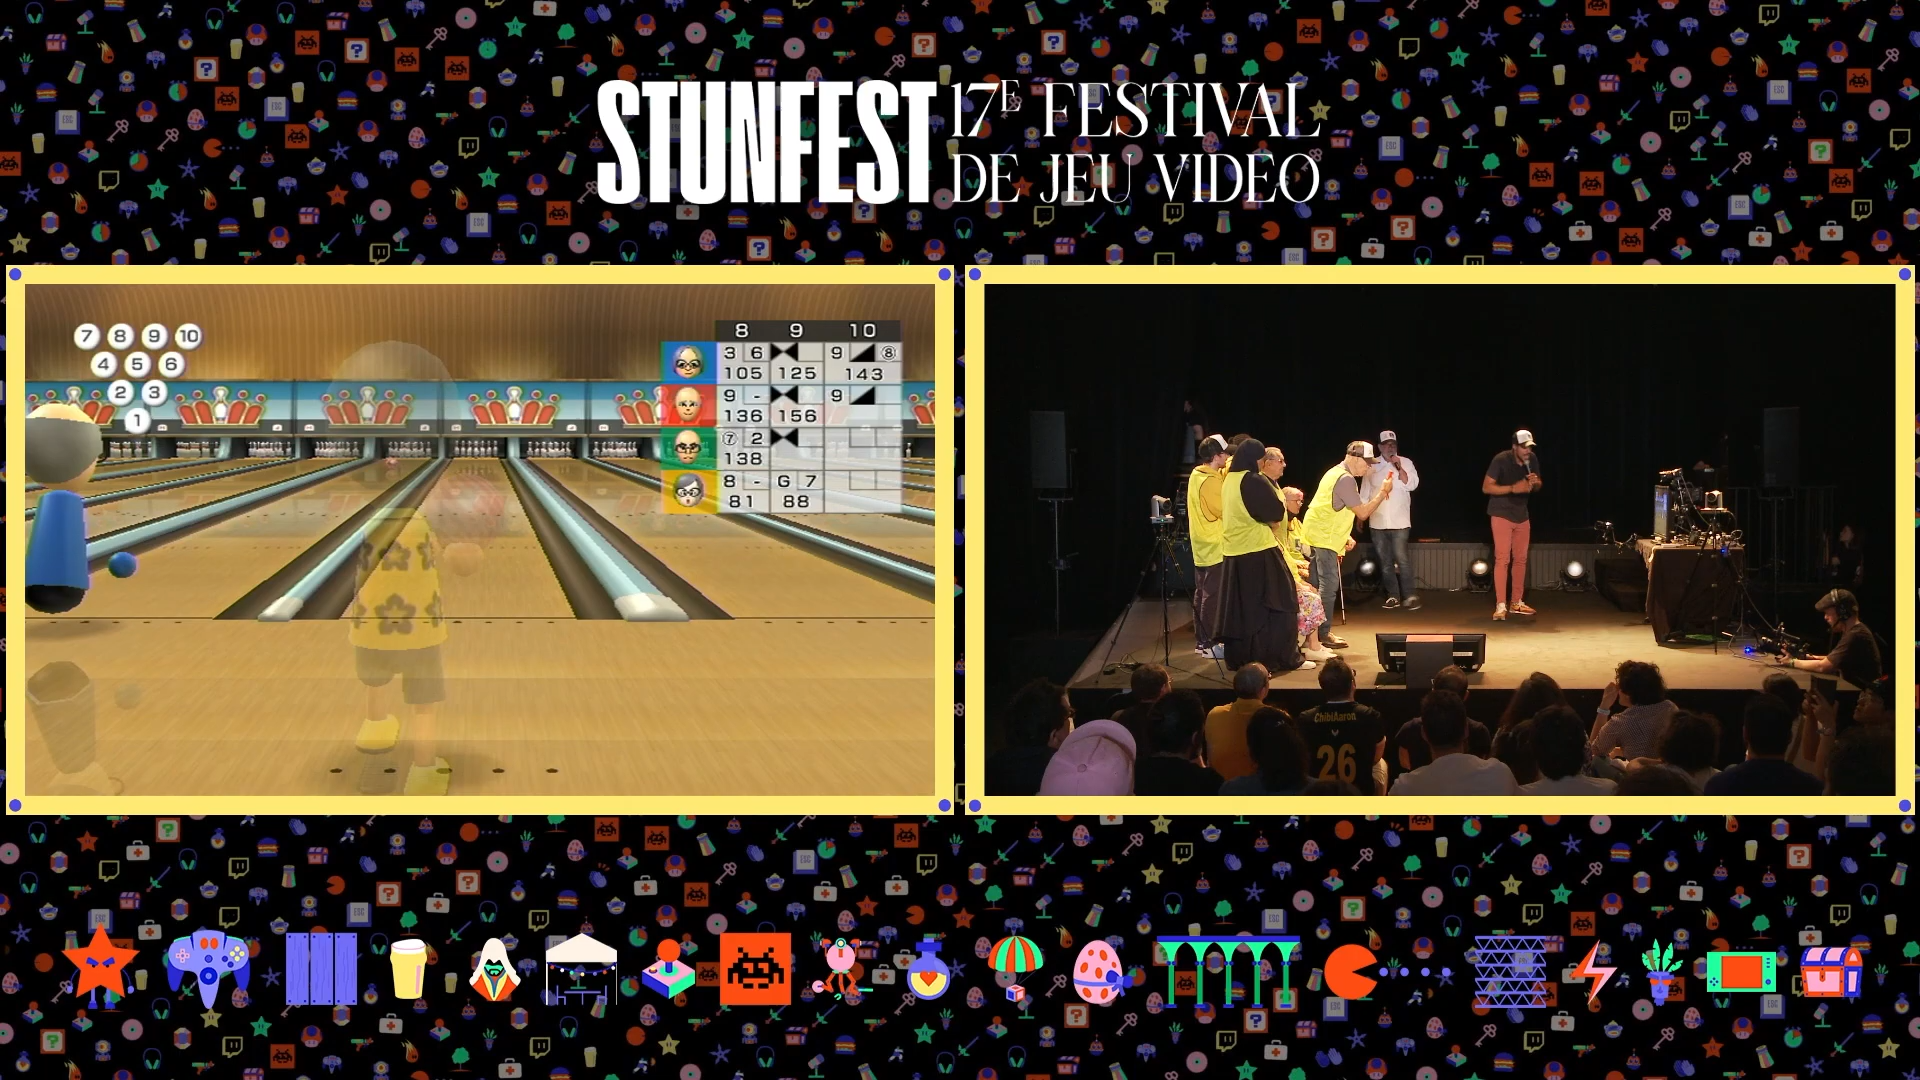 STUNFEST
17E FESTIVAL
DE JEU VIDEO
7 8 9 10
4 5 6
2 3
1
8 9 10
3 6 9 8
105 125 143
9 - 9
136 156
7 2
138
8 - G 7
81 88
ChibiAaron
26